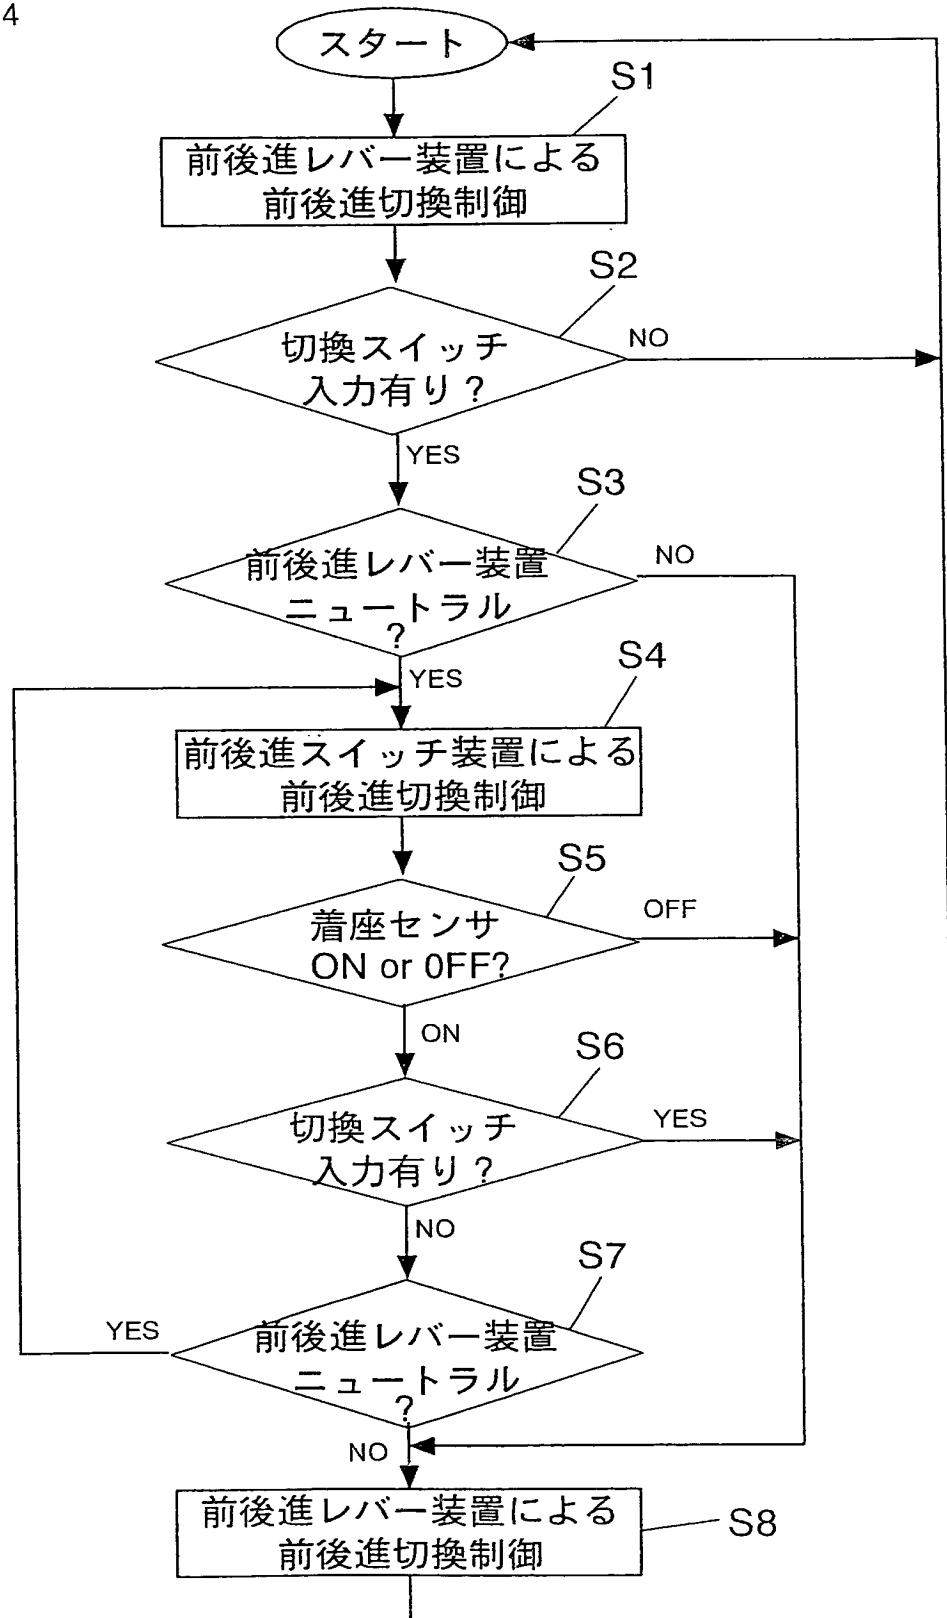 4
スタート
S1
前後進レバー装置による
前後進切換制御
S2
切換スイッチ
入力有り？
NO
YES
S3
前後進レバー装置
ニュートラル
?
NO
YES
S4
前後進スイッチ装置による
前後進切換制御
S5
着座センサ
ON or 0FF?
OFF
ON
S6
切換スイッチ
入力有り？
YES
NO
S7
前後進レバー装置
ニュートラル
?
YES
NO
前後進レバー装置による
前後進切換制御
S8